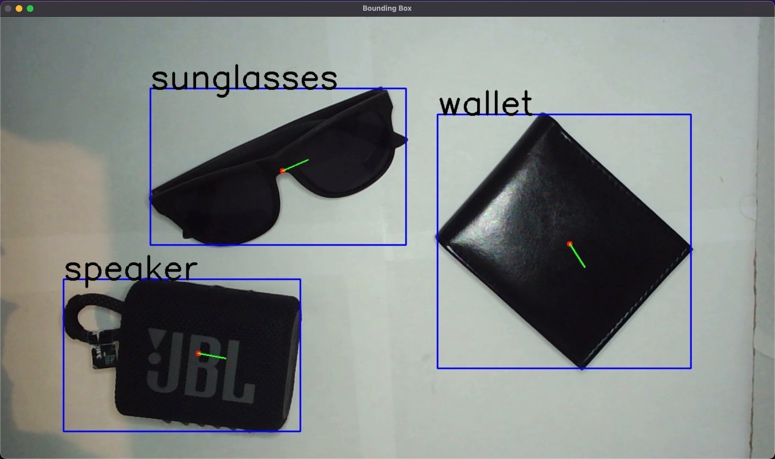 Bounding Box
sunglasses
wallet
speaker
JBL